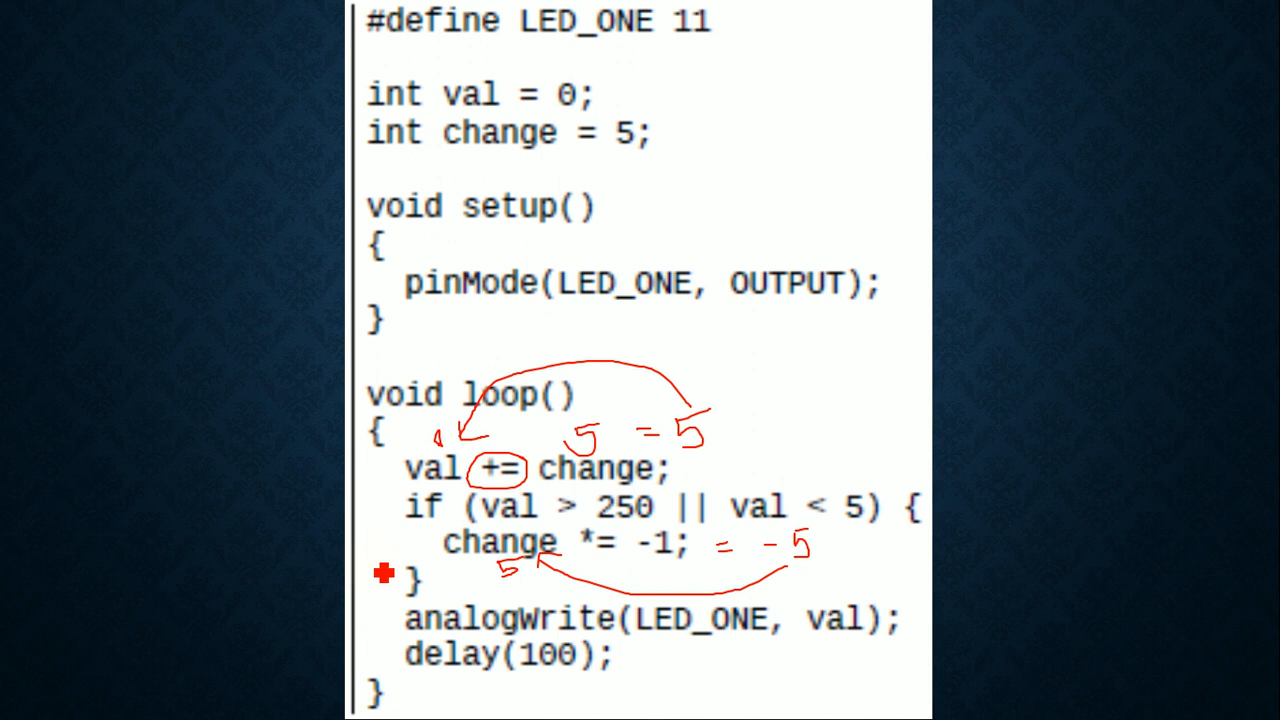 #define LED_ONE 11
int val = 0;
int change = 5;
void setup()
{
pinMode(LED_ONE, OUTPUT);
}
void loop()
{
5 = 5
val += change;
if (val > 250 || val < 5) {
change *= -1; = -5
5
}
analogWrite(LED_ONE, val);
delay(100);
}